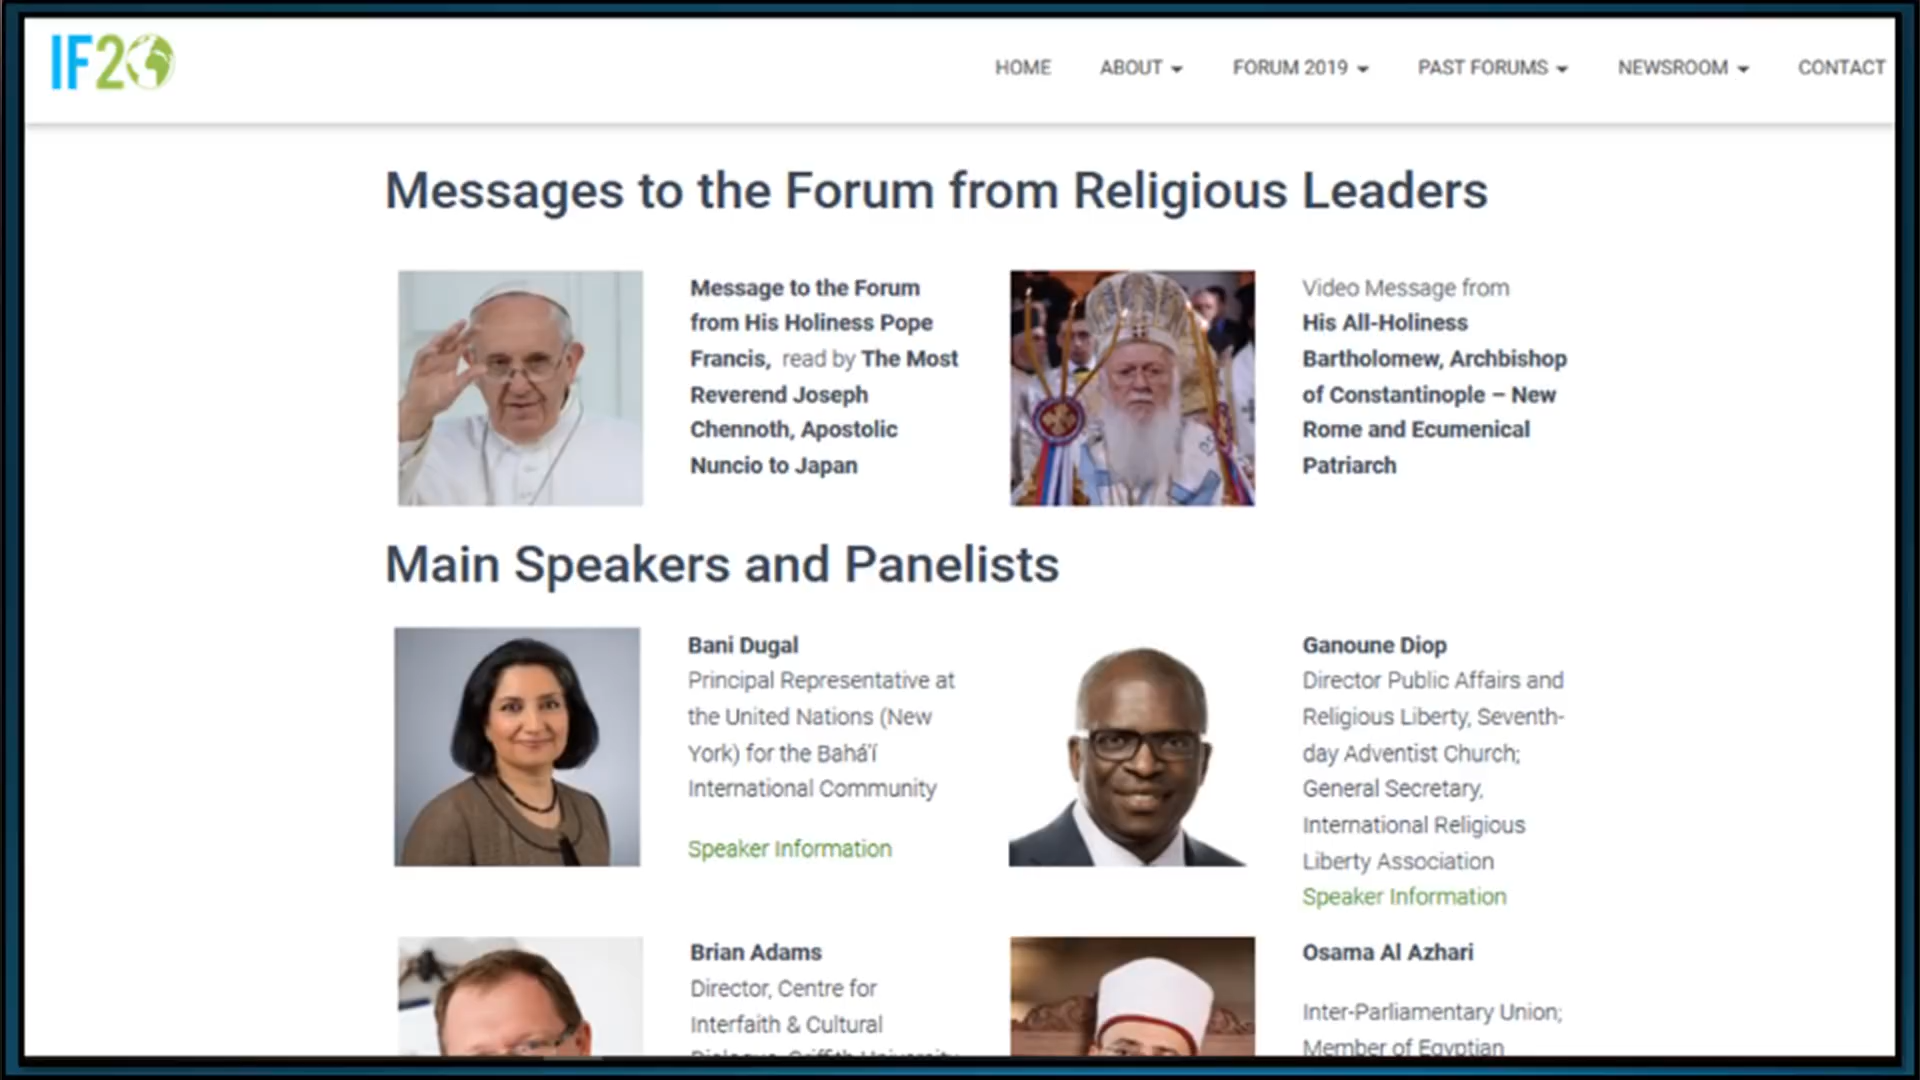 IF20
HOME
ABOUT
FORUM 2019
PAST FORUMS
NEWSROOM
CONTACT
Messages to the Forum from Religious Leaders
Message to the Forum
from His Holiness Pope
Francis, read by The Most
Reverend Joseph
Chennoth, Apostolic
Nuncio to Japan
Video Message from
His All-Holiness
Bartholomew, Archbishop
of Constantinople – New
Rome and Ecumenical
Patriarch
Main Speakers and Panelists
Bani Dugal
Principal Representative at
the United Nations (New
York) for the Bahá'í
International Community
Speaker Information
Ganoune Diop
Director Public Affairs and
Religious Liberty, Seventh-
day Adventist Church;
General Secretary,
International Religious
Liberty Association
Speaker Information
Brian Adams
Director, Centre for
Interfaith & Cultural
Dialogue, Griffith University
Osama Al Azhari
Inter-Parliamentary Union;
Member of Egyptian